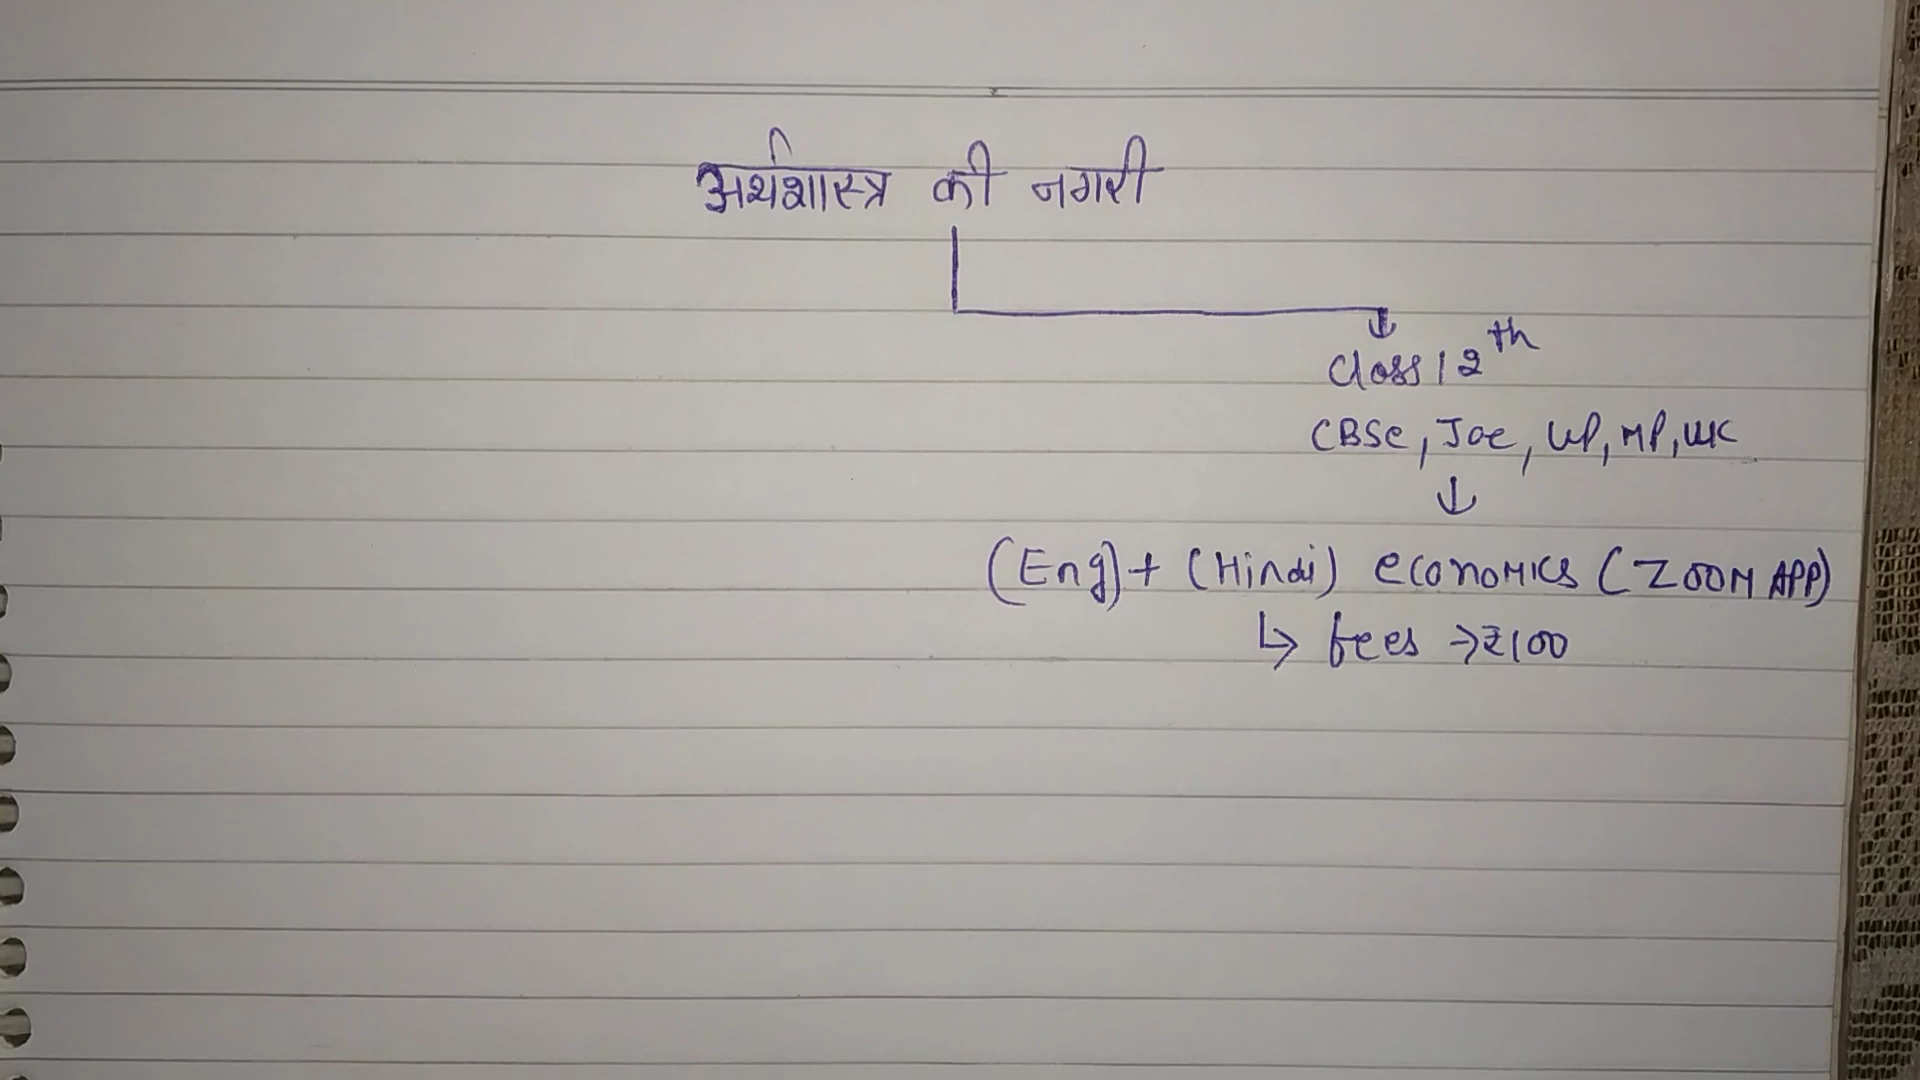 अर्थशास्त्र की नगरी
Class 12th
CBSE, Jac, UP, MP, UK
(Eng) + (Hindi) economics (ZOOM APP)
↳ fees → ₹100